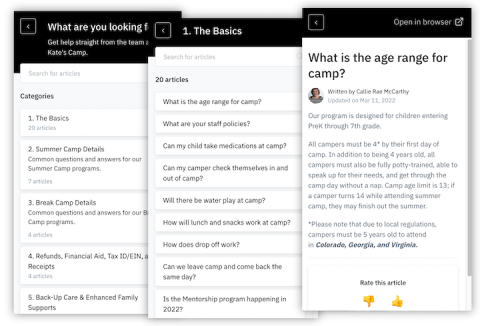 What are you looking f
Get help straight from the team a
Kate's Camp.
Search for articles
Categories
1. The Basics
20 articles
2. Summer Camp Details
Common questions and answers for our
Summer Camp programs.
7 articles
3. Break Camp Details
Common questions and answers for our B
Camp programs.
4 articles
4. Refunds, Financial Aid, Tax ID/EIN, a
Receipts
4 articles
5. Back-Up Care & Enhanced Family
Supports
1. The Basics
Search for articles
20 articles
What is the age range for camp?
What are your staff policies?
Can my child take medications at camp?
Can my camper check themselves in and
out of camp?
Will there be water play at camp?
How will lunch and snacks work at camp?
How does drop off work?
Can we leave camp and come back the
same day?
Is the Mentorship program happening in
2022?
Open in browser
What is the age range for
camp?
Written by Callie Rae McCarthy
Updated on Mar 11, 2022
Our program is designed for children entering
PreK through 7th grade.
All campers must be 4* by their first day of
camp. In addition to being 4 years old, all
campers must also be fully potty-trained, able to
speak up for their needs, and get through the
camp day without a nap. Camp age limit is 13; if
a camper turns 14 while attending summer
camp, they may finish out the summer.
*Please note that due to local regulations,
campers must be 5 years old to attend
in Colorado, Georgia, and Virginia.
Rate this article